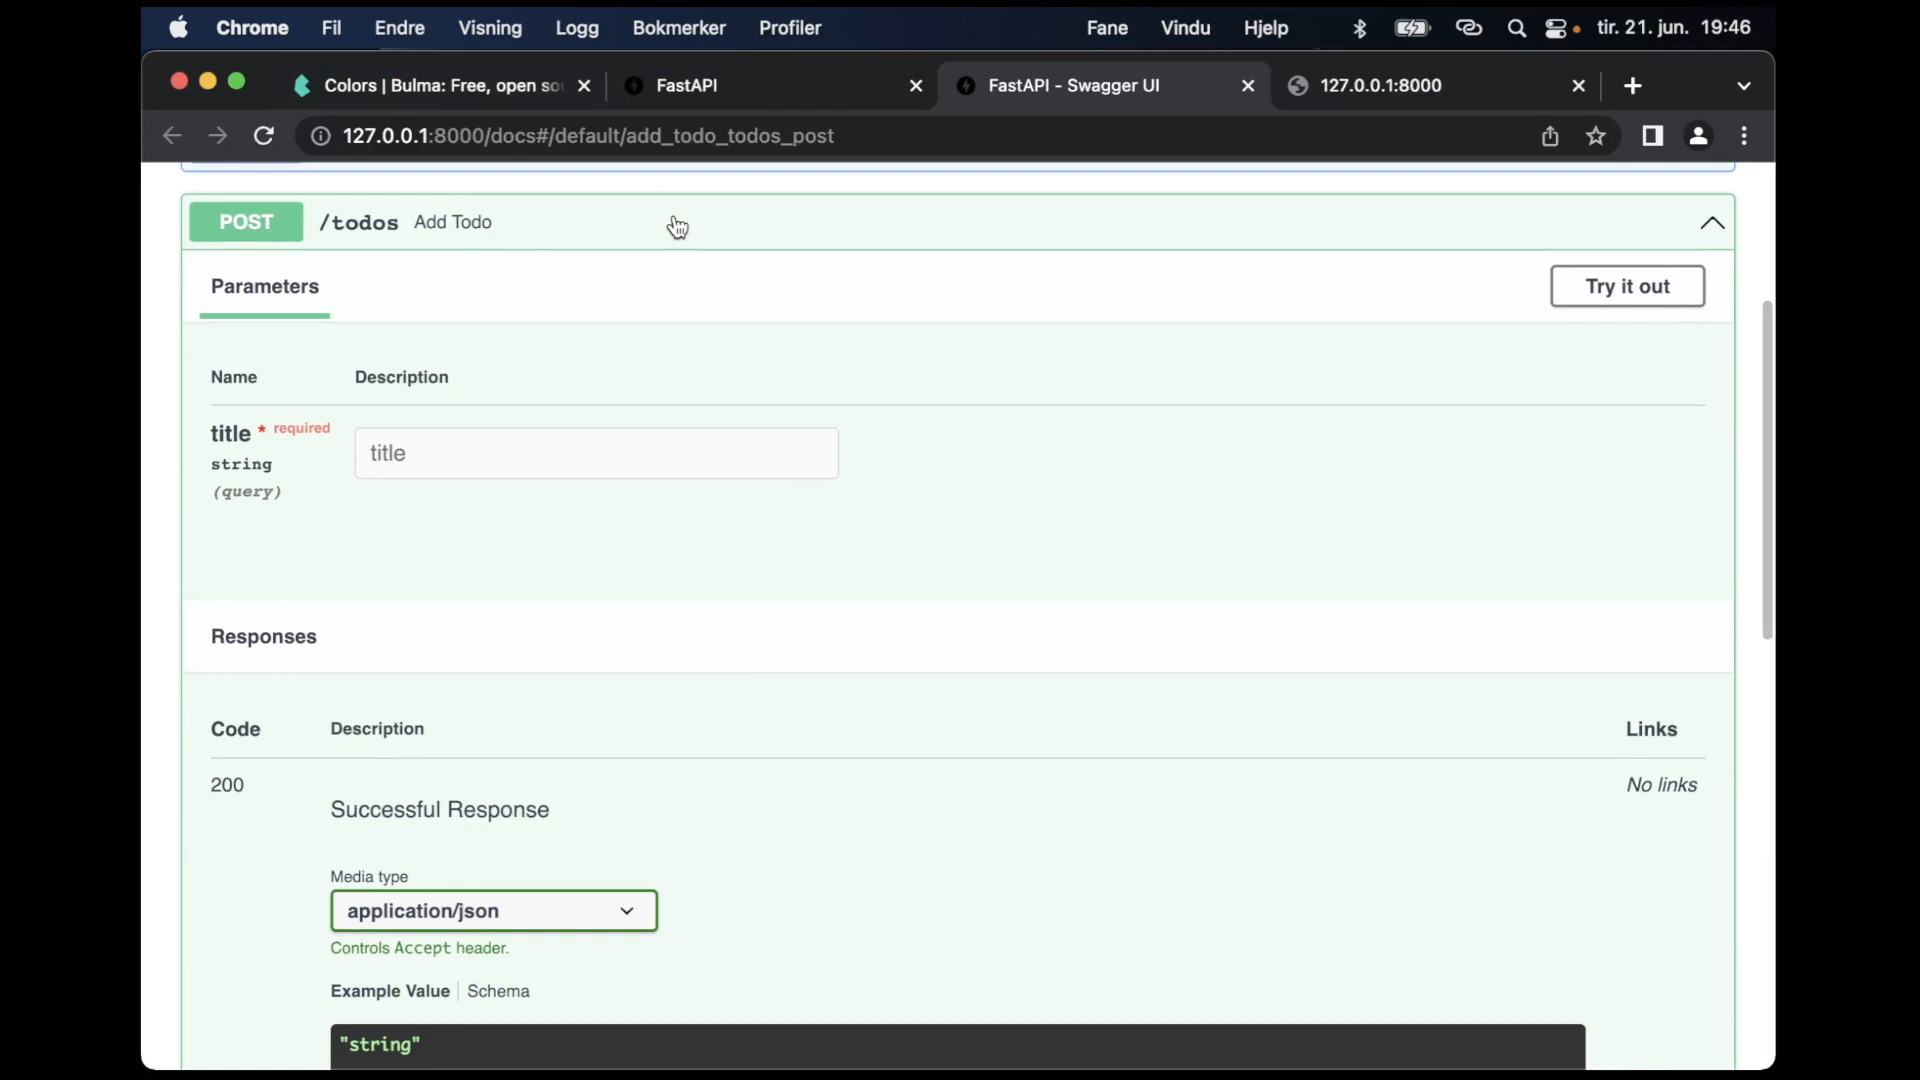 Chrome Fil Endre Visning Logg Bokmerker Profiler Fane Vindu Hjelp tir. 21. jun. 19:46
Colors | Bulma: Free, open sou FastAPI FastAPI - Swagger UI 127.0.0.1:8000
127.0.0.1:8000/docs#/default/add_todo_todos_post
POST /todos Add Todo
Parameters Try it out
Name Description
title * required title
string
(query)
Responses
Code Description Links
200 No links
Successful Response
Media type
application/json
Controls Accept header.
Example Value Schema
"string"